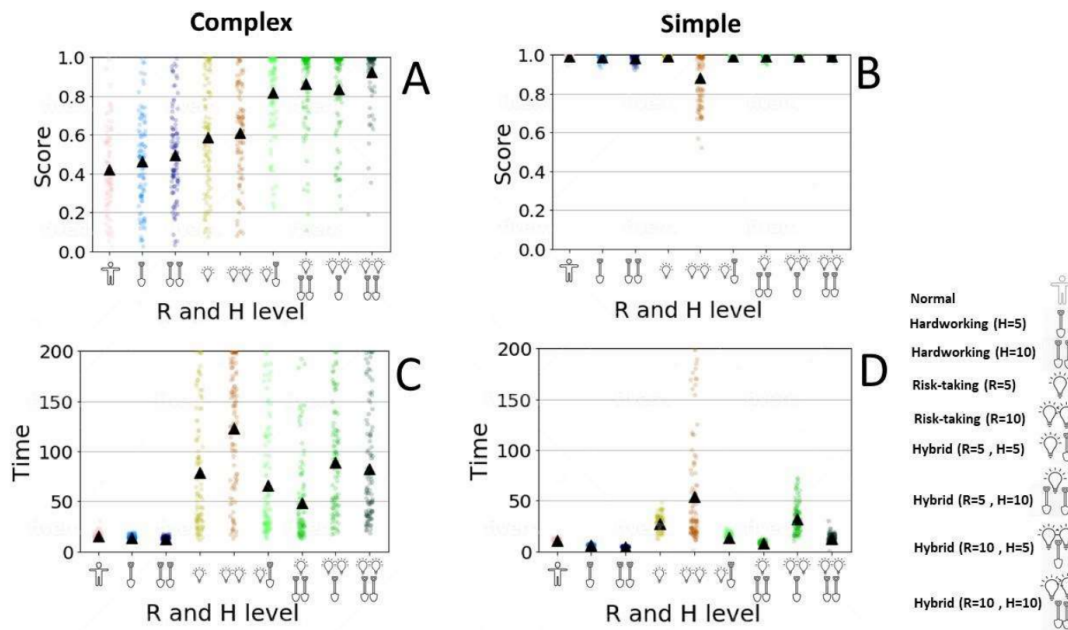 Complex
Simple
A
1.0
0.8
0.6
0.4
0.2
0.0
Score
R and H level
B
1.0
0.8
0.6
0.4
0.2
0.0
Score
R and H level
C
200
150
100
50
0
Time
R and H level
D
200
150
100
50
0
Time
R and H level
Normal
Hardworking (H=5)
Hardworking (H=10)
Risk-taking (R=5)
Risk-taking (R=10)
Hybrid (R=5 , H=5)
Hybrid (R=5 , H=10)
Hybrid (R=10 , H=5)
Hybrid (R=10 , H=10)